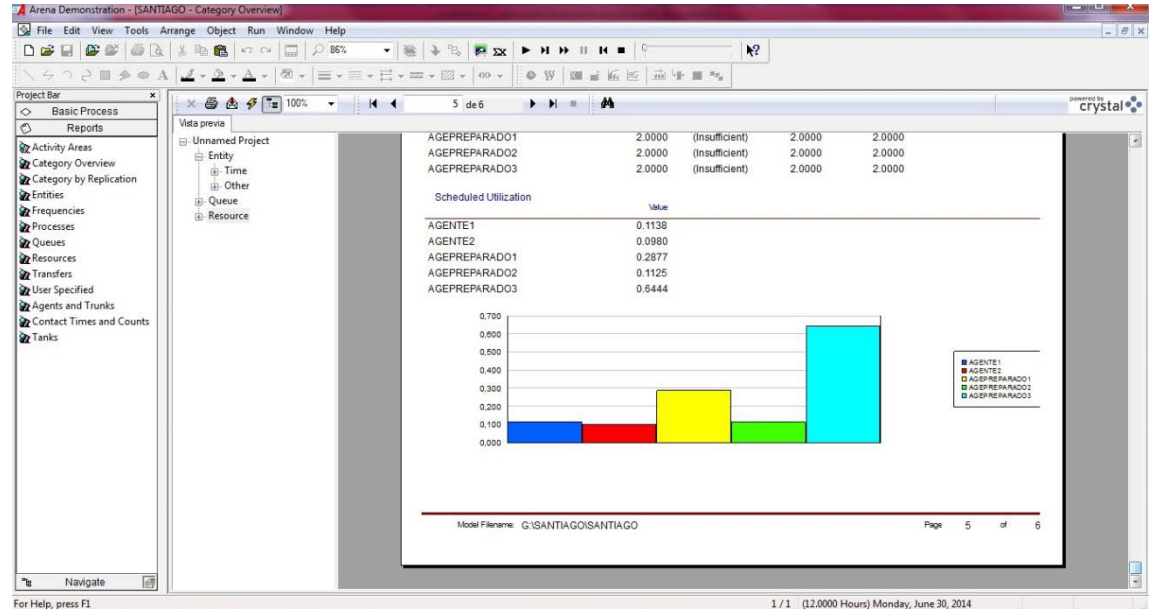 Arena Demonstration - [SANTIAGO - Category Overview]
File Edit View Tools Arrange Object Run Window Help
86%
Project Bar
Basic Process
Reports
Activity Areas
Category Overview
Category by Replication
Entities
Frequencies
Processes
Queues
Resources
Transfers
User Specified
Agents and Trunks
Contact Times and Counts
Tanks
Navigate
100%
5 de 6
powered by
crystal
Vista previa
Unnamed Project
Entity
Time
Other
Queue
Resource
AGEPREPARADO1 2.0000 (Insufficient) 2.0000 2.0000
AGEPREPARADO2 2.0000 (Insufficient) 2.0000 2.0000
AGEPREPARADO3 2.0000 (Insufficient) 2.0000 2.0000
Scheduled Utilization
Value
AGENTE1 0.1138
AGENTE2 0.0980
AGEPREPARADO1 0.2877
AGEPREPARADO2 0.1125
AGEPREPARADO3 0.6444
0,700
0,600
0,500
0,400
0,300
0,200
0,100
0,000
AGENTE1
AGENTE2
AGEPREPARADO1
AGEPREPARADO2
AGEPREPARADO3
Model Filename: G:\SANTIAGO\SANTIAGO Page 5 of 6
For Help, press F1
1 / 1 (12.0000 Hours) Monday, June 30, 2014